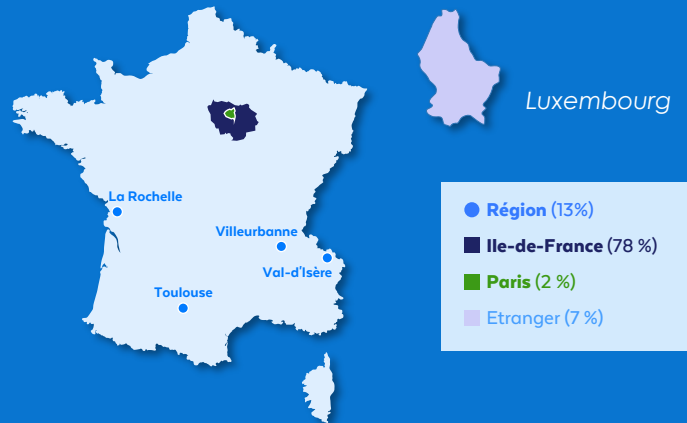 Luxembourg
La Rochelle
Villeurbanne
Val-d'Isère
Toulouse
Région (13%)
Ile-de-France (78 %)
Paris (2 %)
Etranger (7 %)